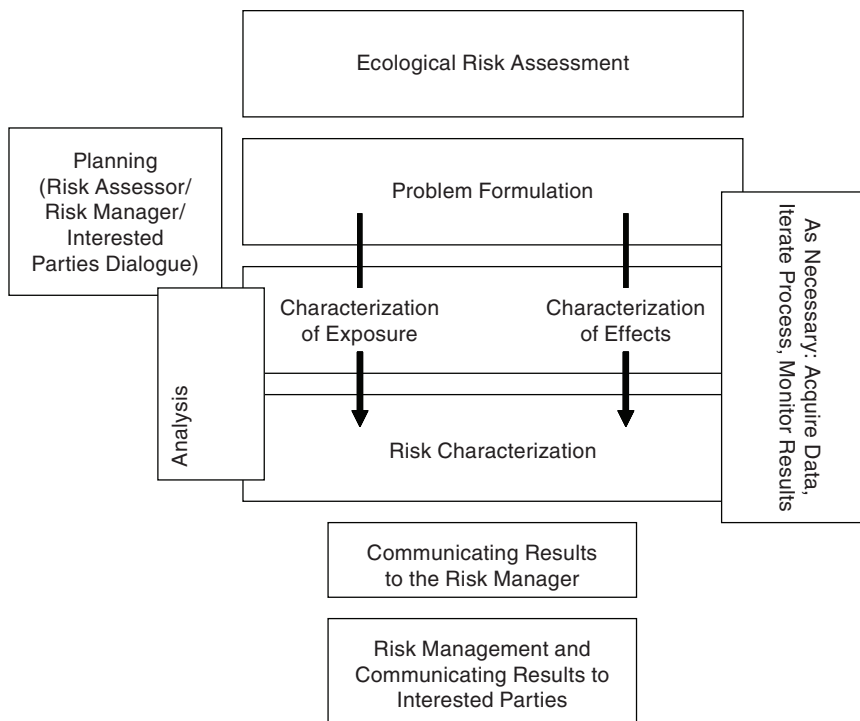 Ecological Risk Assessment
Planning
(Risk Assessor/
Risk Manager/
Interested
Parties Dialogue)
Problem Formulation
As Necessary: Acquire Data,
Iterate Process, Monitor Results
Analysis
Characterization
of Exposure
Characterization
of Effects
Risk Characterization
Communicating Results
to the Risk Manager
Risk Management and
Communicating Results to
Interested Parties